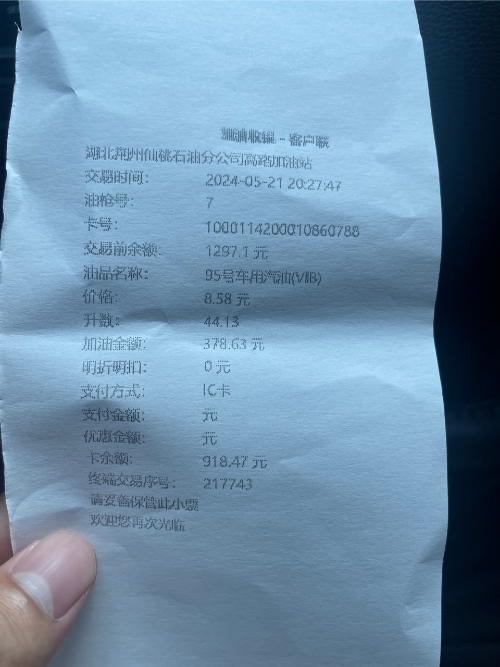 加油收据 - 客户联
湖北荆州仙桃石油分公司高路加油站
交易时间: 2024-05-21 20:27:47
油枪号: 7
卡号: 1000114200010860788
交易前余额: 1297.1 元
油品名称: 95号车用汽油(VIB)
价格: 8.58 元
升数: 44.13
加油金额: 378.63 元
明折明扣: 0 元
支付方式: IC卡
支付金额: 元
优惠金额: 元
卡余额: 918.47 元
终端交易序号: 217743
请妥善保管此小票
欢迎您再次光临